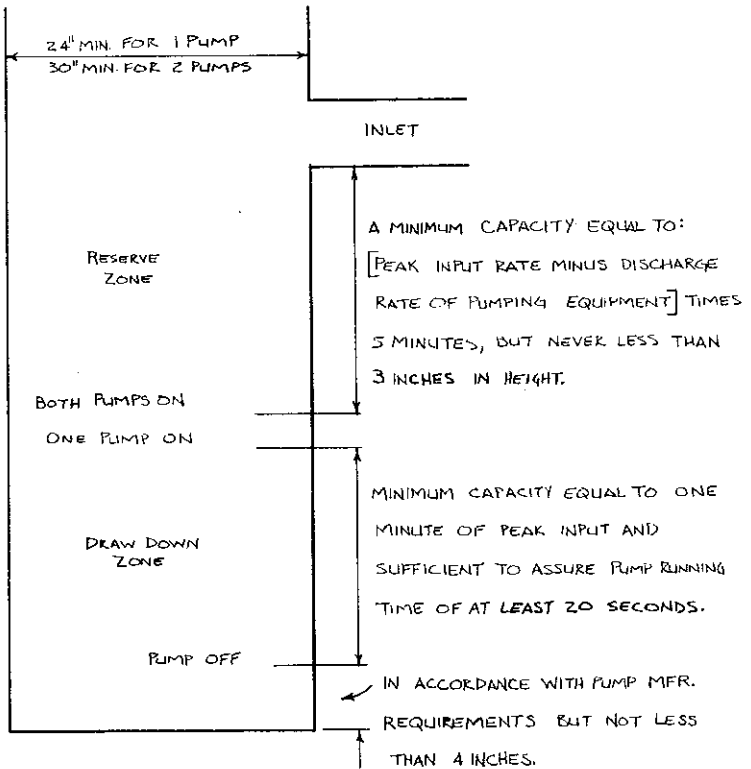 24" MIN. FOR 1 PUMP
30" MIN. FOR 2 PUMPS
INLET
RESERVE
ZONE
A MINIMUM CAPACITY EQUAL TO:
[PEAK INPUT RATE MINUS DISCHARGE
RATE OF PUMPING EQUIPMENT] TIMES
5 MINUTES, BUT NEVER LESS THAN
3 INCHES IN HEIGHT.
BOTH PUMPS ON
ONE PUMP ON
DRAW DOWN
ZONE
MINIMUM CAPACITY EQUAL TO ONE
MINUTE OF PEAK INPUT AND
SUFFICIENT TO ASSURE PUMP RUNNING
TIME OF AT LEAST 20 SECONDS.
PUMP OFF
IN ACCORDANCE WITH PUMP MFR.
REQUIREMENTS BUT NOT LESS
THAN 4 INCHES.